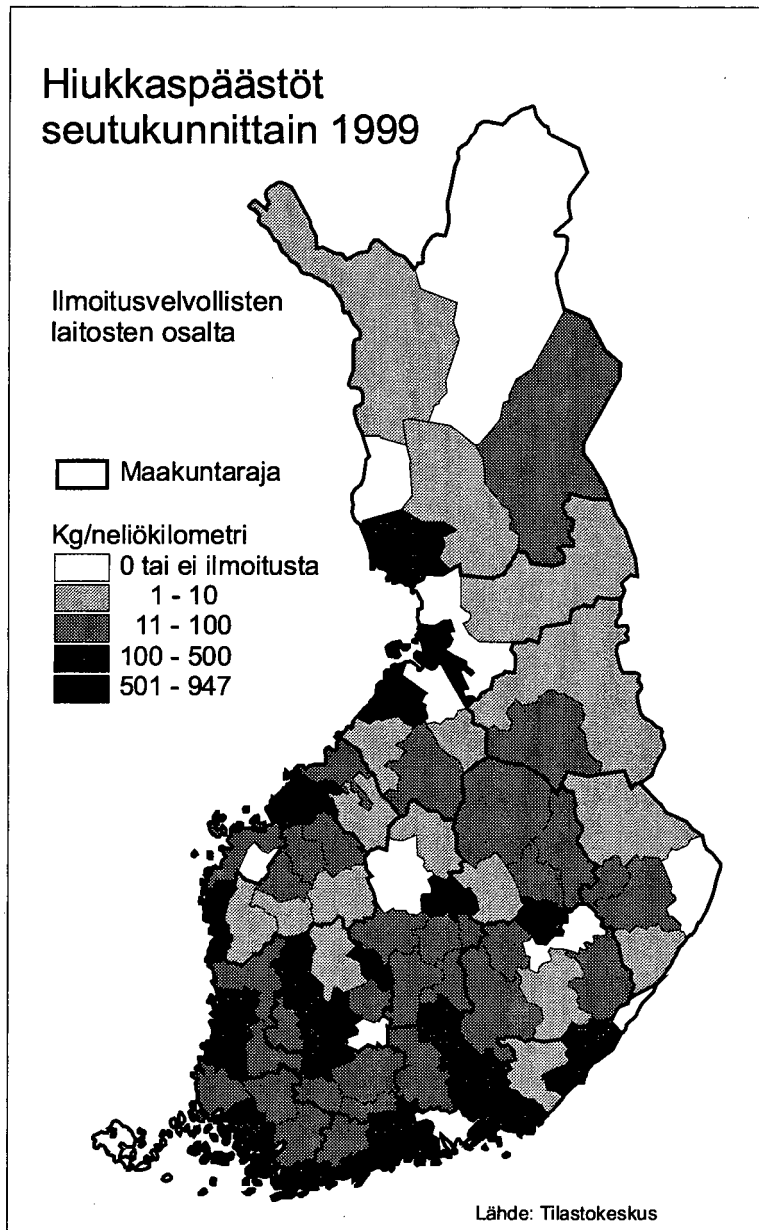 Hiukkaspäästöt
seutukunnittain 1999
Ilmoitusvelvollisten
laitosten osalta
Maakuntaraja
Kg/neliökilometri
0 tai ei ilmoitusta
1 - 10
11 - 100
100 - 500
501 - 947
Lähde: Tilastokeskus